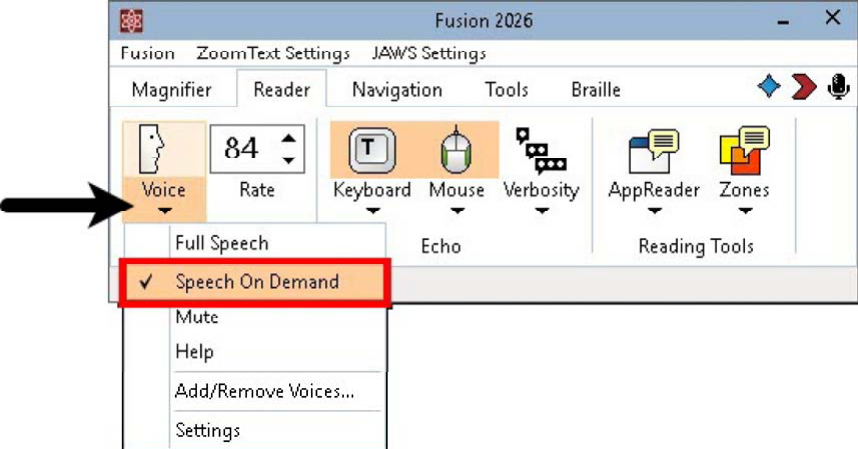 Fusion 2026
Fusion ZoomText Settings JAWS Settings
Magnifier Reader Navigation Tools Braille
84
T
Voice Rate Keyboard Mouse Verbosity AppReader Zones
Echo Reading Tools
Full Speech
Speech On Demand
Mute
Help
Add/Remove Voices...
Settings